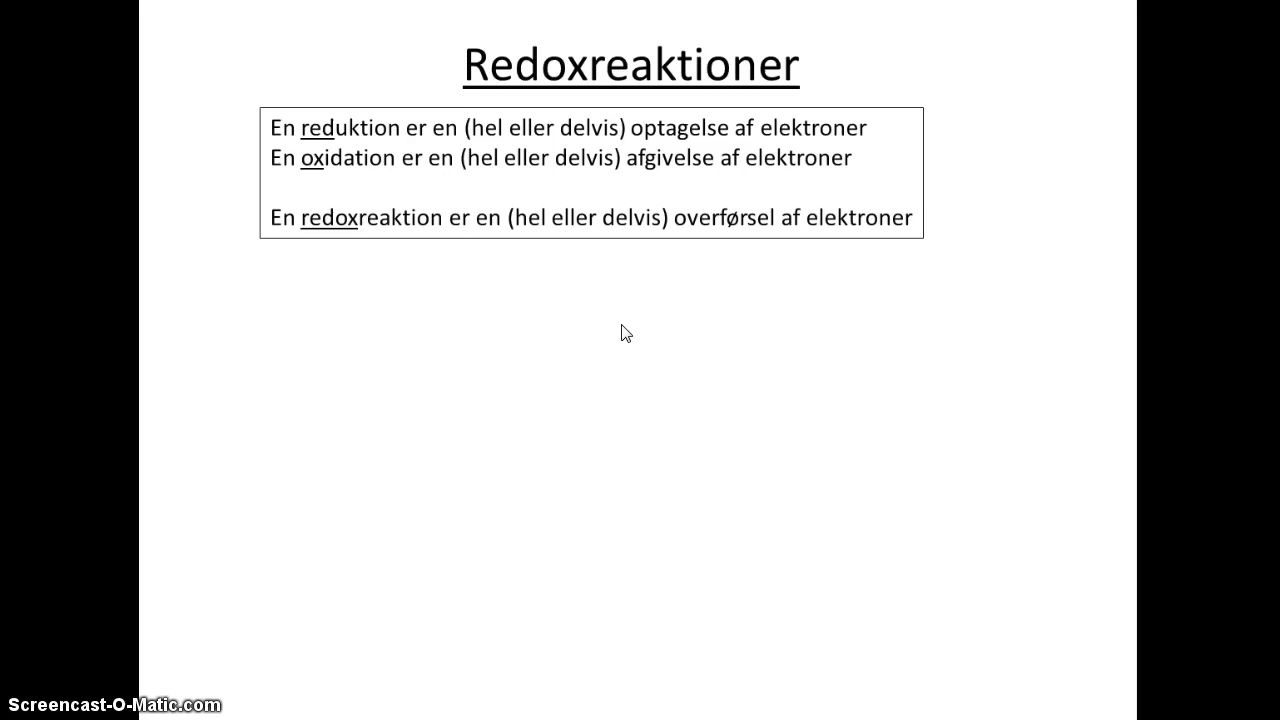 Redoxreaktioner
En reduktion er en (hel eller delvis) optagelse af elektroner
En oxidation er en (hel eller delvis) afgivelse af elektroner
En redoxreaktion er en (hel eller delvis) overførsel af elektroner
Screencast-O-Matic.com